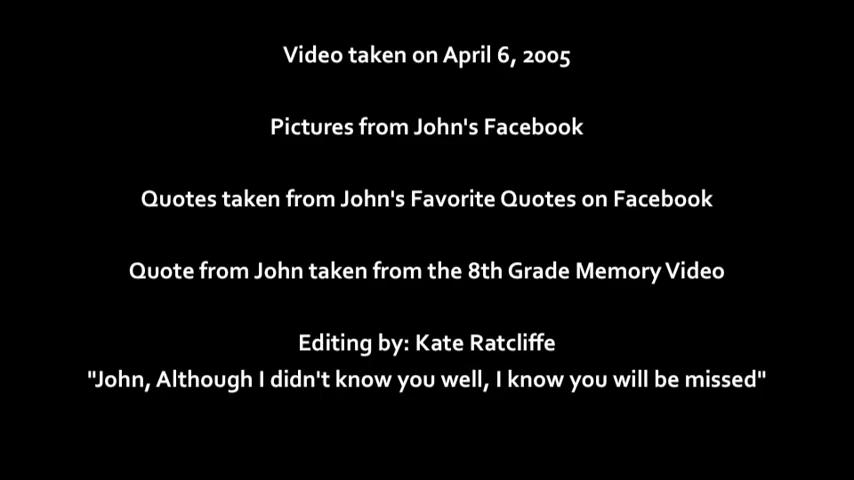 Video taken on April 6, 2005
Pictures from John's Facebook
Quotes taken from John's Favorite Quotes on Facebook
Quote from John taken from the 8th Grade Memory Video
Editing by: Kate Ratcliffe
"John, Although I didn't know you well, I know you will be missed"